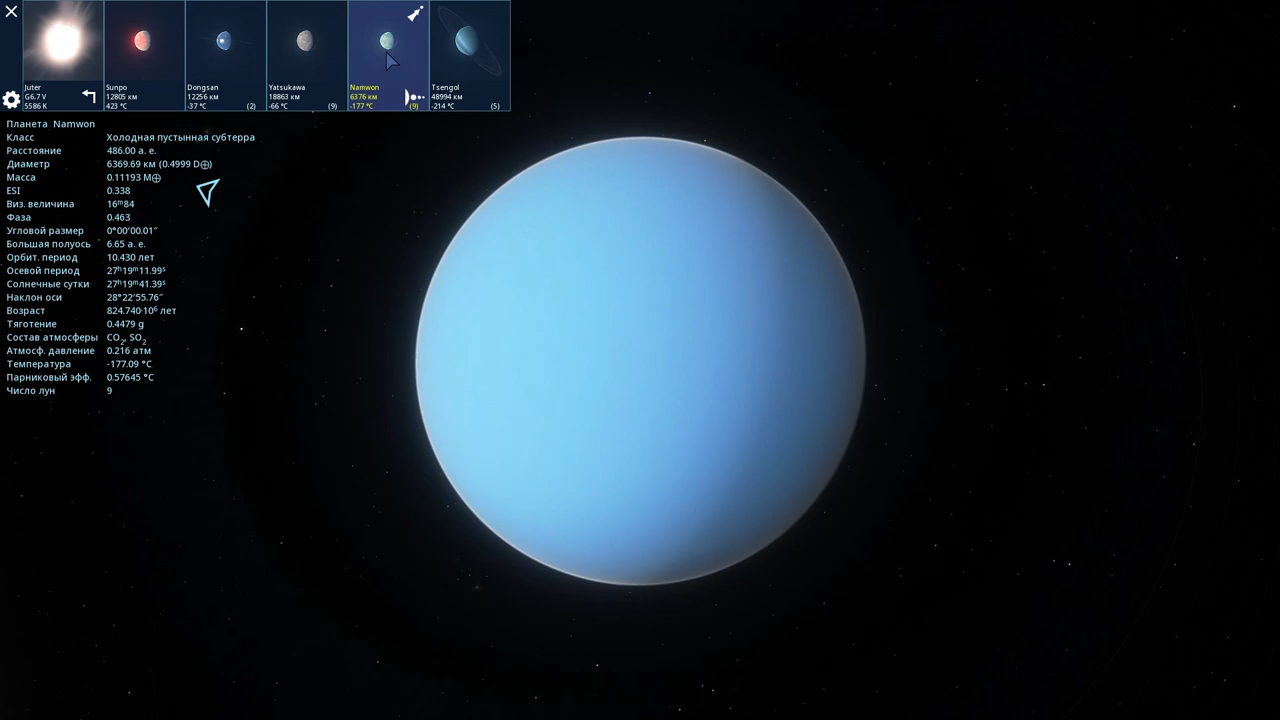 Juter
G6.7 V
5586 K
Sunpo
12805 км
423 °C
Dongsan
12256 км
-37 °C (2)
Yatsukawa
18863 км
-66 °C (9)
Namwon
6376 км
-177 °C (9)
Tsengol
48994 км
-214 °C (5)
Планета Namwon
Класс Холодная пустынная субтерра
Расстояние 486.00 а. е.
Диаметр 6369.69 км (0.4999 D⊕)
Масса 0.11193 M⊕
ESI 0.338
Виз. величина 16ᵐ84
Фаза 0.463
Угловой размер 0°00′00.01″
Большая полуось 6.65 а. е.
Орбит. период 10.430 лет
Осевой период 27ʰ19ᵐ11.99ˢ
Солнечные сутки 27ʰ19ᵐ41.39ˢ
Наклон оси 28°22′55.76″
Возраст 824.740·10⁶ лет
Тяготение 0.4479 g
Состав атмосферы CO₂, SO₂
Атмосф. давление 0.216 атм
Температура -177.09 °C
Парниковый эфф. 0.57645 °C
Число лун 9